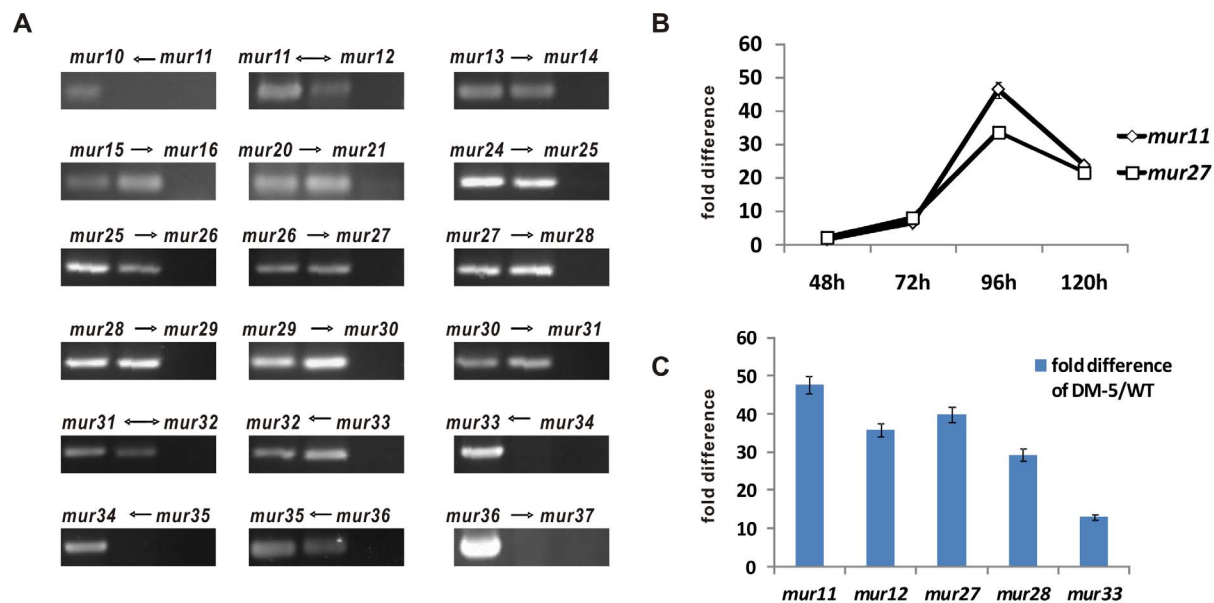 A
mur10 ← mur11
mur11 ↔ mur12
mur13 → mur14
mur15 → mur16
mur20 → mur21
mur24 → mur25
mur25 → mur26
mur26 → mur27
mur27 → mur28
mur28 → mur29
mur29 → mur30
mur30 → mur31
mur31 ↔ mur32
mur32 ← mur33
mur33 ← mur34
mur34 ← mur35
mur35 ← mur36
mur36 → mur37
B
fold difference
60
50
40
30
20
10
0
48h 72h 96h 120h
mur11
mur27
C
fold difference
60
50
40
30
20
10
0
mur11 mur12 mur27 mur28 mur33
fold difference
of DM-5/WT